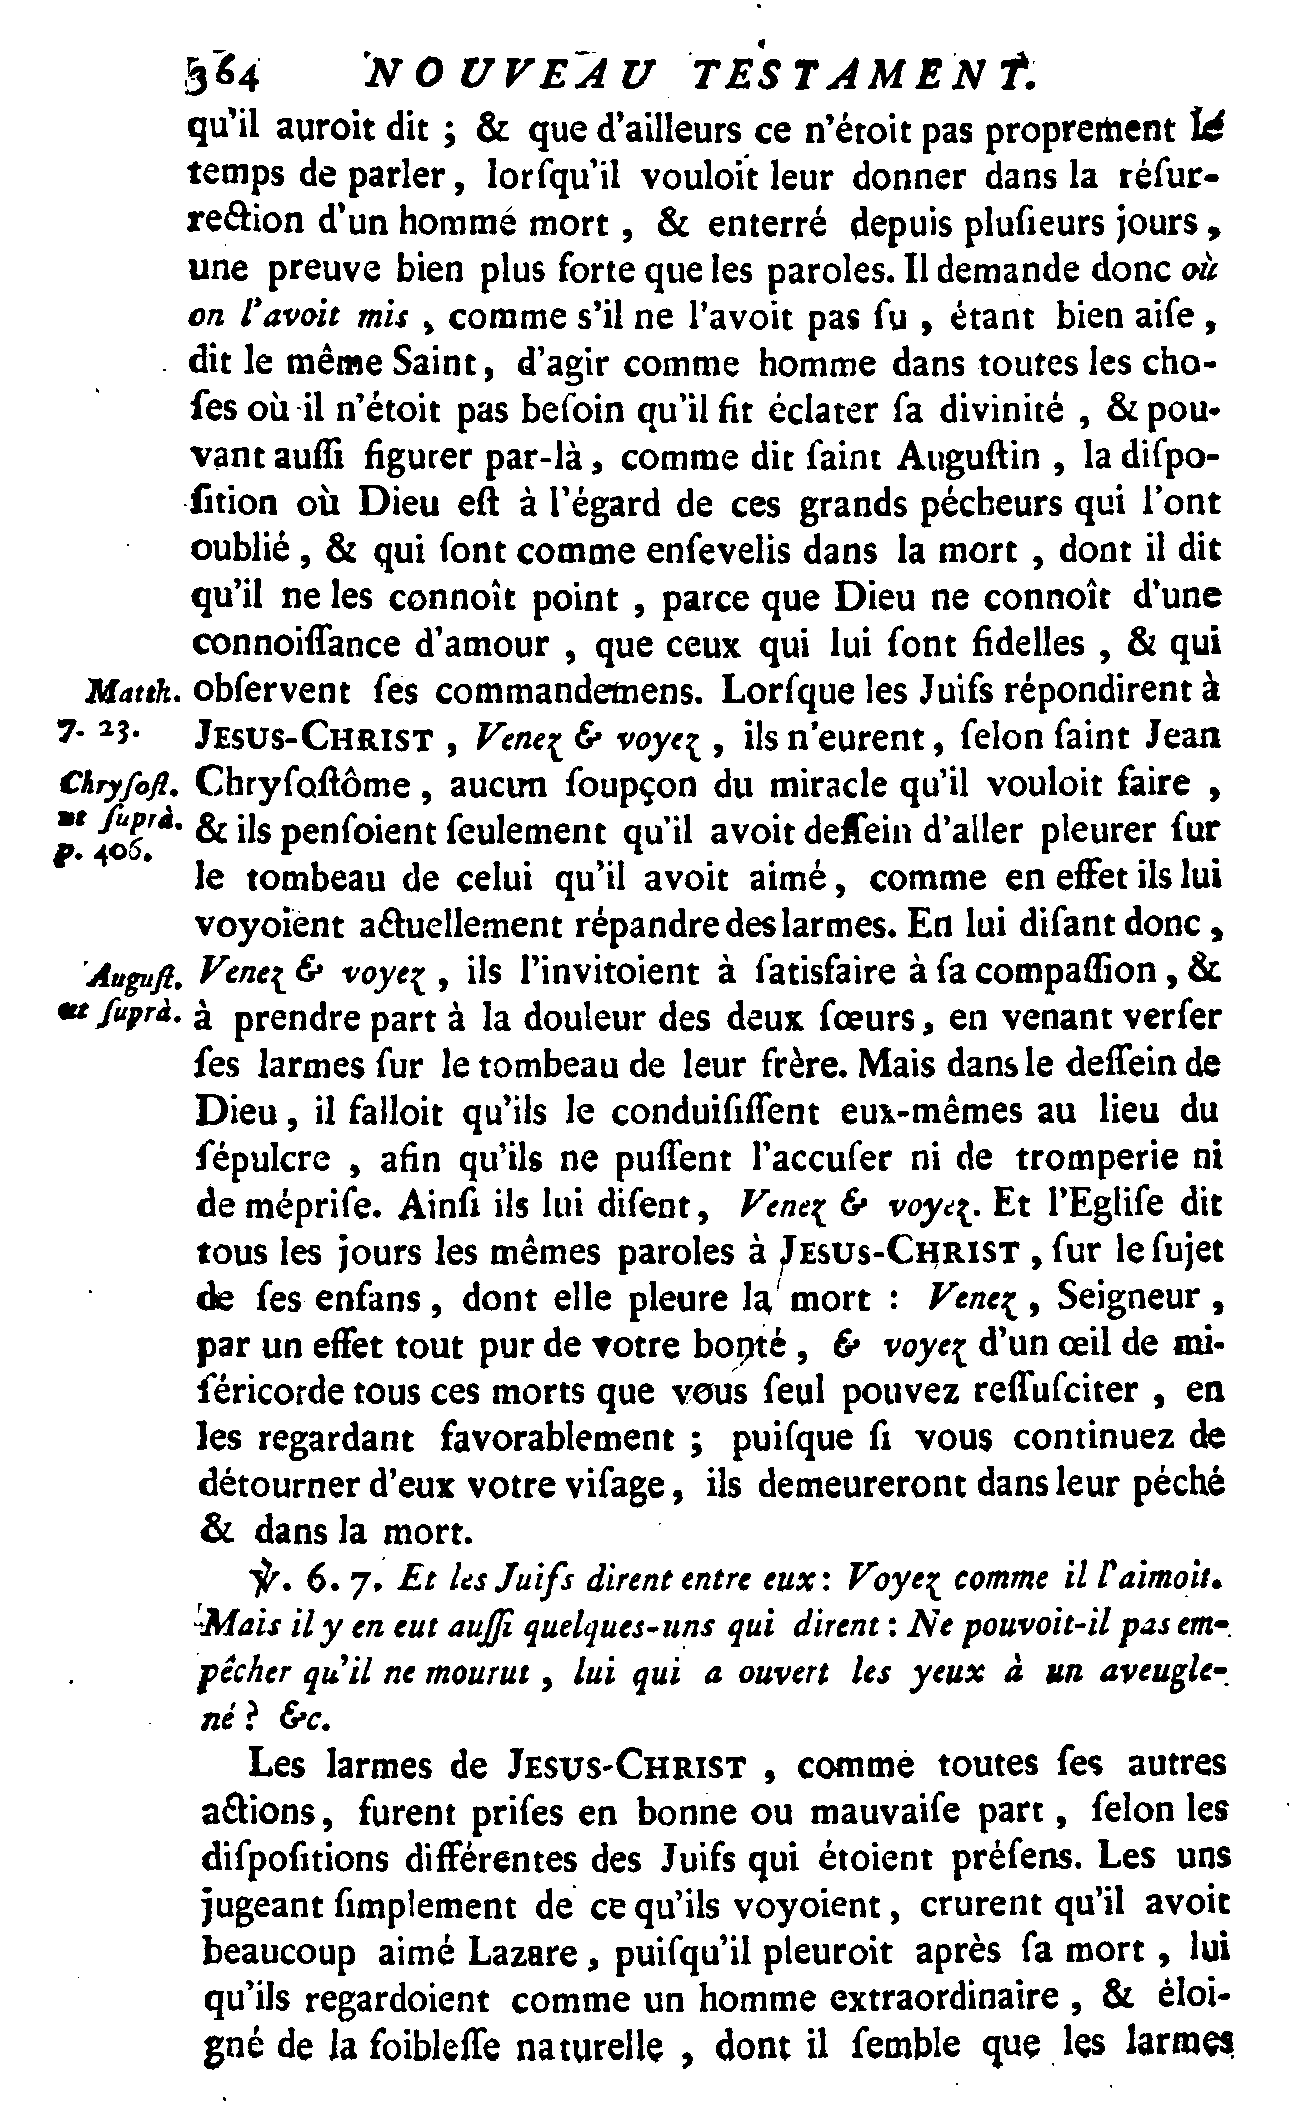 364 NOUVEAU TESTAMENT.
qu'il auroit dit ; & que d'ailleurs ce n'étoit pas proprement le
temps de parler, lorſqu'il vouloit leur donner dans la réſur-
rection d'un homme mort, & enterré depuis pluſieurs jours,
une preuve bien plus forte que les paroles. Il demande donc où
on l'avoit mis, comme s'il ne l'avoit pas ſu, étant bien aiſe,
dit le même Saint, d'agir comme homme dans toutes les cho-
ſes où il n'étoit pas beſoin qu'il fit éclater ſa divinité, & pou-
vant auſſi figurer par-là, comme dit ſaint Auguſtin, la diſpo-
ſition où Dieu eſt à l'égard de ces grands pécheurs qui l'ont
oublié, & qui ſont comme enſevelis dans la mort, dont il dit
qu'il ne les connoît point, parce que Dieu ne connoît d'une
connoiſſance d'amour, que ceux qui lui ſont fidelles, & qui
Matth. obſervent ſes commandemens. Lorſque les Juifs répondirent à
7. 23. JESUS-CHRIST, Venez & voyez, ils n'eurent, ſelon ſaint Jean
Chryſoſt. Chryſoſtôme, aucun ſoupçon du miracle qu'il vouloit faire,
ut ſuprà. & ils penſoient ſeulement qu'il avoit deſſein d'aller pleurer ſur
p. 406.
le tombeau de celui qu'il avoit aimé, comme en effet ils lui
voyoient actuellement répandre des larmes. En lui diſant donc,
Auguſt. Venez & voyez, ils l'invitoient à ſatisfaire à ſa compaſſion, &
ut ſuprà. à prendre part à la douleur des deux ſœurs, en venant verſer
ſes larmes ſur le tombeau de leur frère. Mais dans le deſſein de
Dieu, il falloit qu'ils le conduiſiſſent eux-mêmes au lieu du
ſépulcre, afin qu'ils ne puſſent l'accuſer ni de tromperie ni
de mépriſe. Ainſi ils lui diſent, Venez & voyez. Et l'Egliſe dit
tous les jours les mêmes paroles à JESUS-CHRIST, ſur le ſujet
de ſes enfans, dont elle pleure la mort : Venez, Seigneur,
par un effet tout pur de votre bonté, & voyez d'un œil de mi-
ſéricorde tous ces morts que vous ſeul pouvez reſſuſciter, en
les regardant favorablement ; puiſque ſi vous continuez de
détourner d'eux votre viſage, ils demeureront dans leur péché
& dans la mort.
℣. 6. 7. Et les Juifs dirent entre eux : Voyez comme il l'aimoit.
Mais il y en eut auſſi quelques-uns qui dirent : Ne pouvoit-il pas em-
pêcher qu'il ne mourut, lui qui a ouvert les yeux à un aveugle-
né ? &c.
Les larmes de JESUS-CHRIST, comme toutes ſes autres
actions, furent priſes en bonne ou mauvaiſe part, ſelon les
diſpoſitions différentes des Juifs qui étoient préſens. Les uns
jugeant ſimplement de ce qu'ils voyoient, crurent qu'il avoit
beaucoup aimé Lazare, puiſqu'il pleuroit après ſa mort, lui
qu'ils regardoient comme un homme extraordinaire, & éloi-
gné de la foibleſſe naturelle, dont il ſemble que les larmes